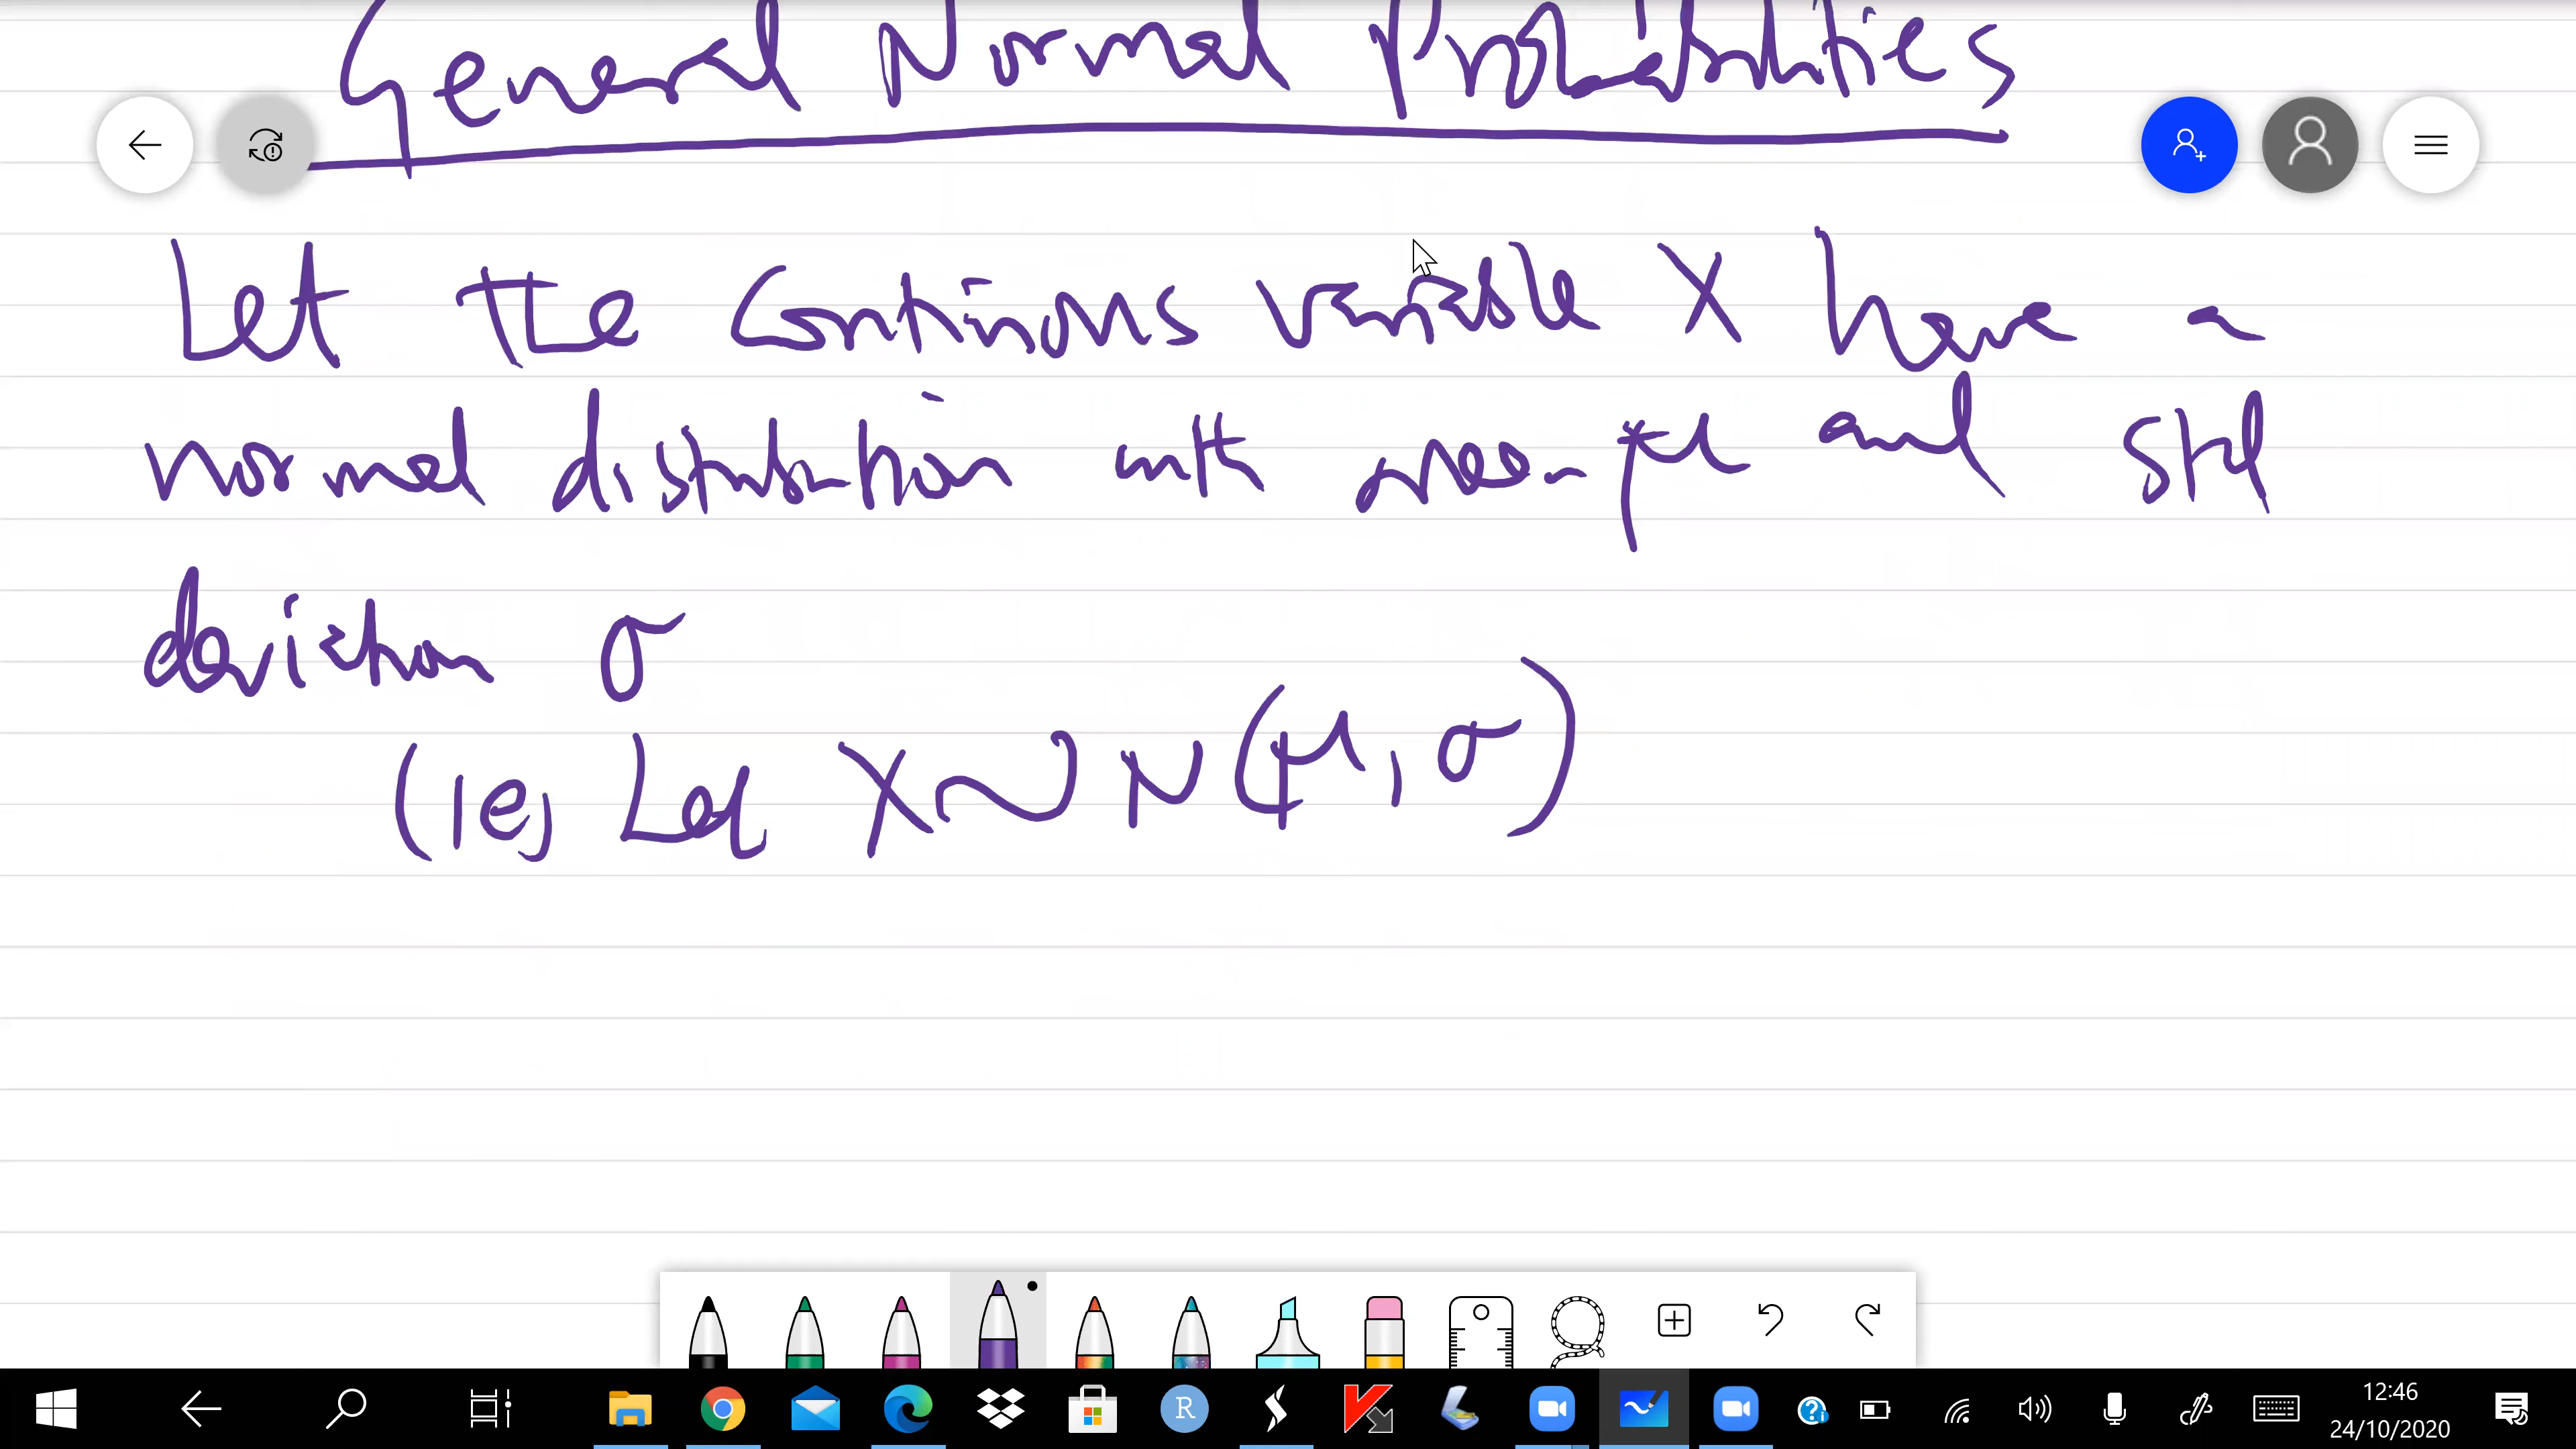 General Normal Probabilities
Let the continuous variable X have a
normal distribution with mean μ and std
deviation σ
(ie, Let X ~ N(μ, σ)
R
12:46
24/10/2020